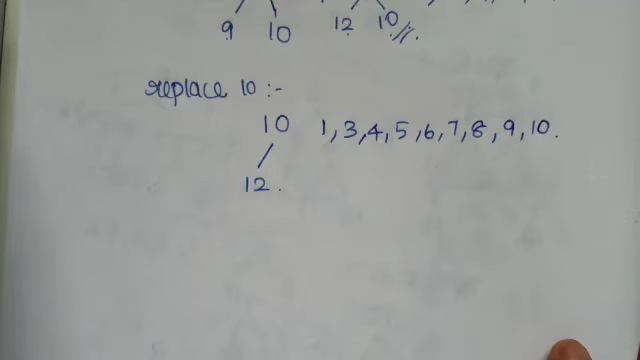 9 10 12 10
replace 10 :-
10 1, 3, 4, 5, 6, 7, 8, 9, 10.
12.